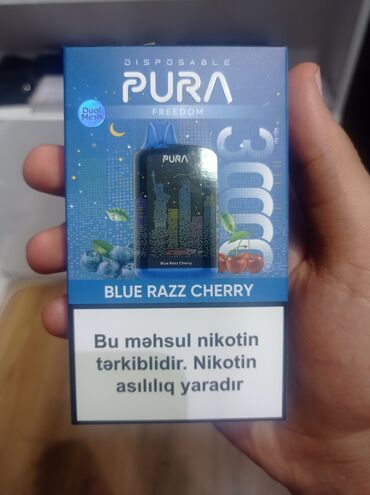 DISPOSABLE
PURA
FREEDOM
Dual
Mesh
30000
PURA
Blue Razz Cherry
BLUE RAZZ CHERRY
Bu məhsul nikotin
tərkiblidir. Nikotin
asılılıq yaradır